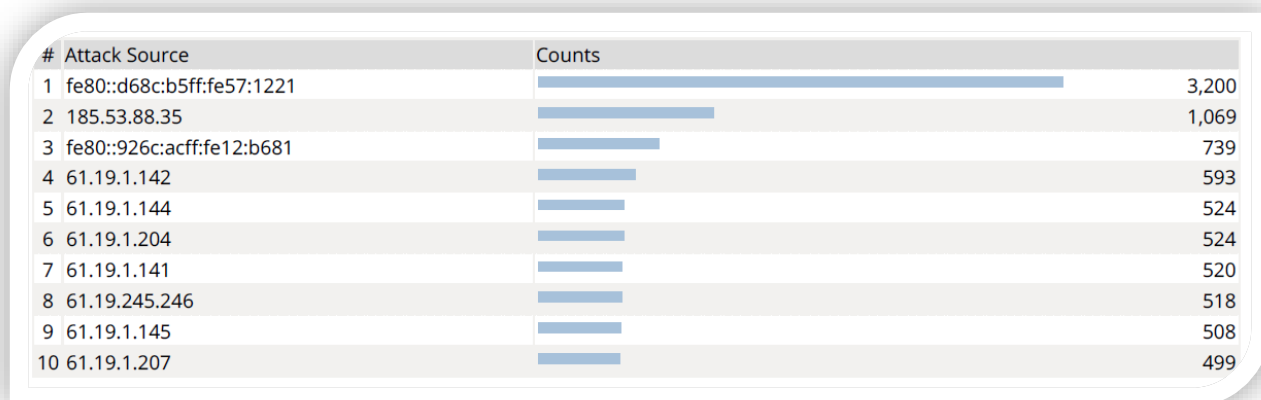 # Attack Source Counts
1 fe80::d68c:b5ff:fe57:1221 3,200
2 185.53.88.35 1,069
3 fe80::926c:acff:fe12:b681 739
4 61.19.1.142 593
5 61.19.1.144 524
6 61.19.1.204 524
7 61.19.1.141 520
8 61.19.245.246 518
9 61.19.1.145 508
10 61.19.1.207 499